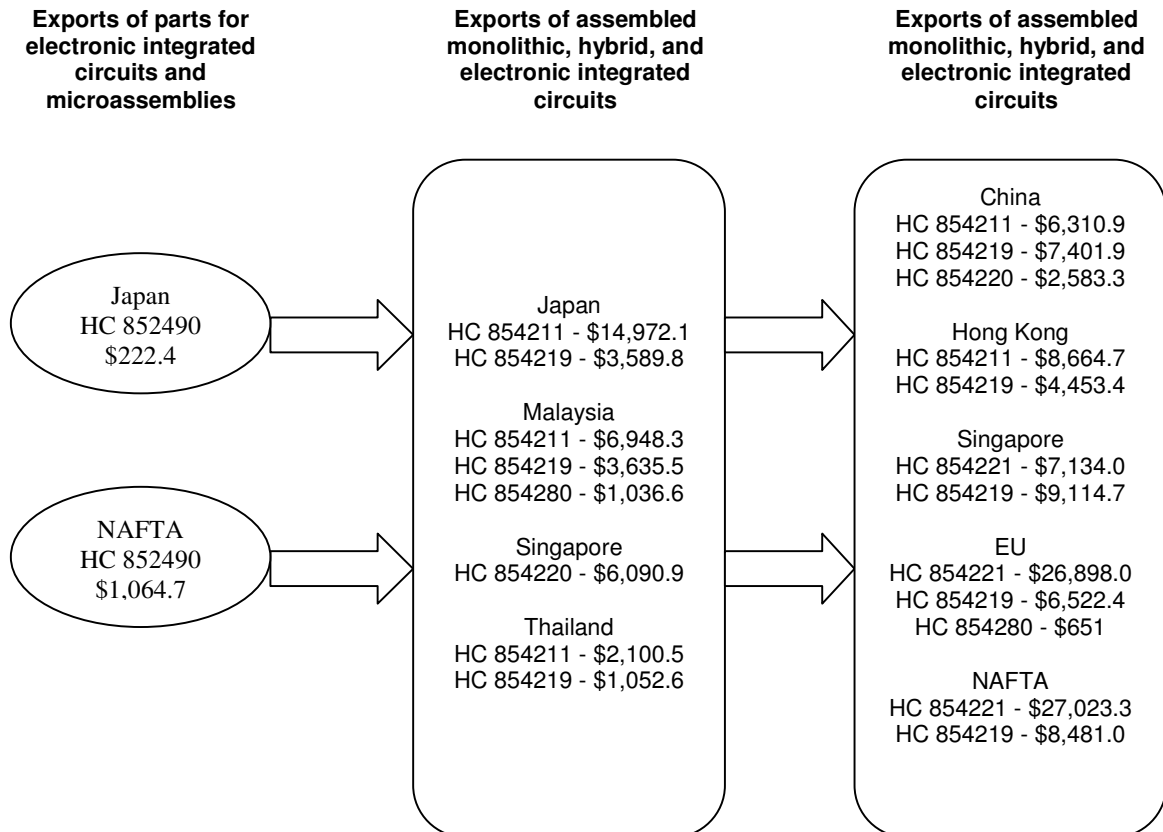 Exports of parts for
electronic integrated
circuits and
microassemblies
Exports of assembled
monolithic, hybrid, and
electronic integrated
circuits
Exports of assembled
monolithic, hybrid, and
electronic integrated
circuits
Japan
HC 852490
$222.4
NAFTA
HC 852490
$1,064.7
Japan
HC 854211 - $14,972.1
HC 854219 - $3,589.8
Malaysia
HC 854211 - $6,948.3
HC 854219 - $3,635.5
HC 854280 - $1,036.6
Singapore
HC 854220 - $6,090.9
Thailand
HC 854211 - $2,100.5
HC 854219 - $1,052.6
China
HC 854211 - $6,310.9
HC 854219 - $7,401.9
HC 854220 - $2,583.3
Hong Kong
HC 854211 - $8,664.7
HC 854219 - $4,453.4
Singapore
HC 854221 - $7,134.0
HC 854219 - $9,114.7
EU
HC 854221 - $26,898.0
HC 854219 - $6,522.4
HC 854280 - $651
NAFTA
HC 854221 - $27,023.3
HC 854219 - $8,481.0